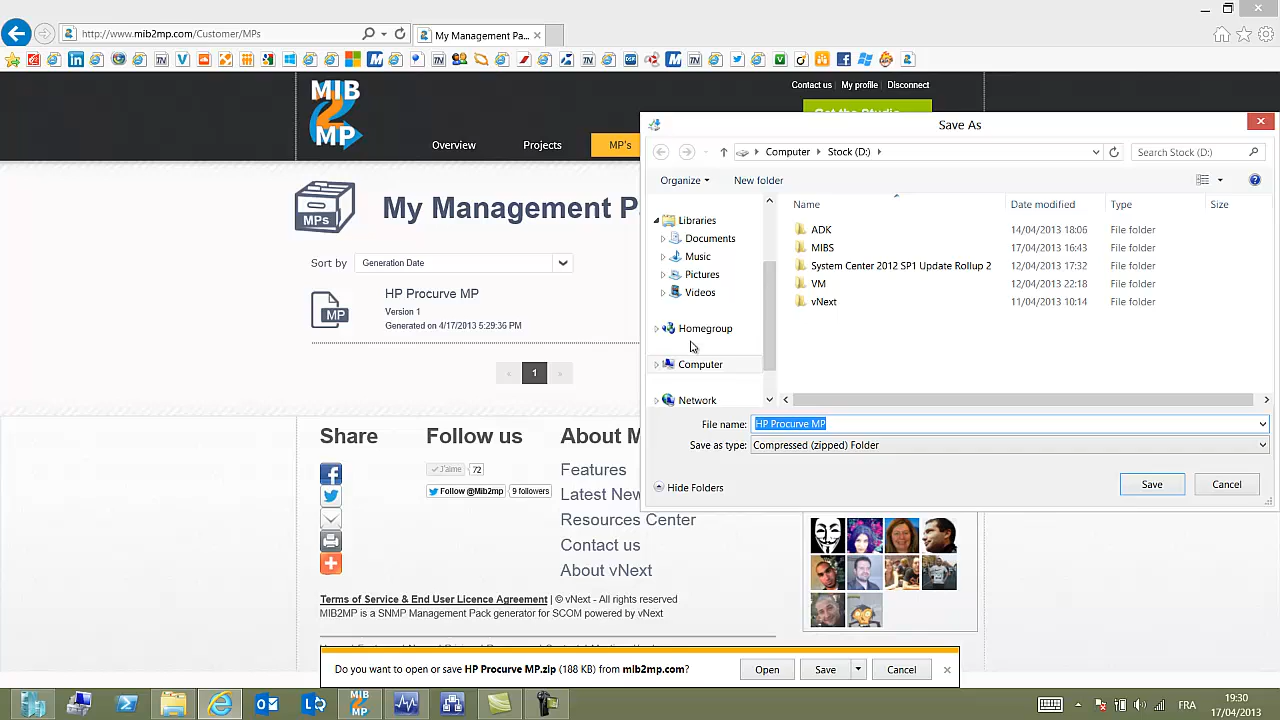 http://www.mib2mp.com/Customer/MPs
My Management Pa...
Contact us
My profile
Disconnect
MIB
2
MP
Overview
Projects
MP's
MPs
My Management P
Sort by
Generation Date
MP
HP Procurve MP
Version 1
Generated on 4/17/2013 5:29:36 PM
«
1
»
Share
Follow us
About M
J'aime
72
Follow @Mib2mp
9 followers
Features
Latest New
Resources Center
Contact us
About vNext
Terms of Service & End User Licence Agreement | © vNext - All rights reserved
MIB2MP is a SNMP Management Pack generator for SCOM powered by vNext
Save As
Computer
Stock (D:)
Search Stock (D:)
Organize
New folder
Libraries
Documents
Music
Pictures
Videos
Homegroup
Computer
Network
Name
Date modified
Type
Size
ADK
14/04/2013 18:06
File folder
MIBS
17/04/2013 16:43
File folder
System Center 2012 SP1 Update Rollup 2
12/04/2013 17:32
File folder
VM
12/04/2013 22:18
File folder
vNext
11/04/2013 10:14
File folder
File name:
HP Procurve MP
Save as type:
Compressed (zipped) Folder
Hide Folders
Save
Cancel
Do you want to open or save HP Procurve MP.zip (188 KB) from mib2mp.com?
Open
Save
Cancel
MIB
MP
FRA
19:30
17/04/2013